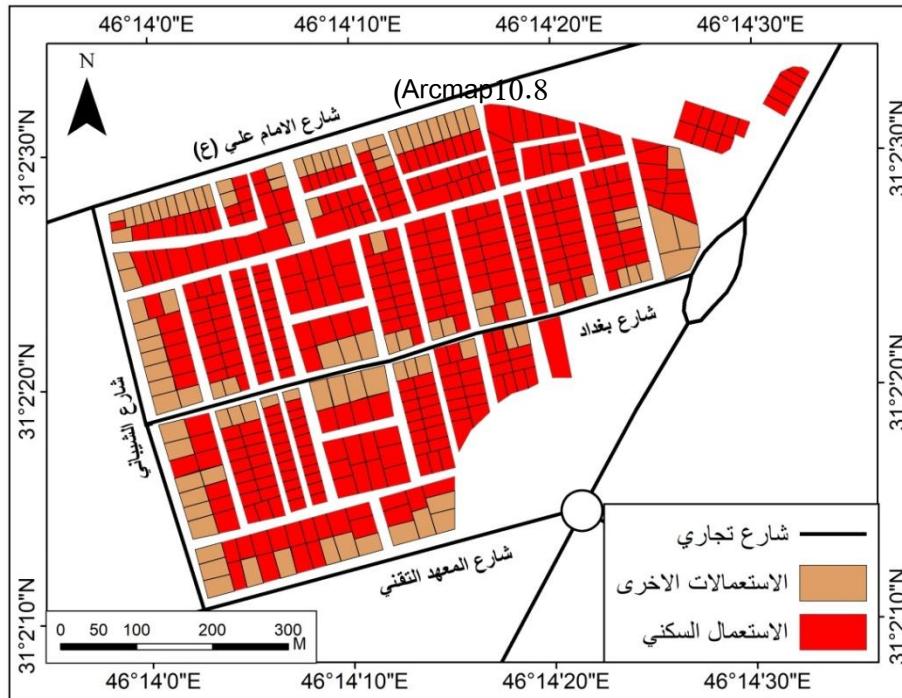 46°14'0"E 46°14'10"E 46°14'20"E 46°14'30"E
N
(Arcmap10.8
شارع الامام علي (ع)
31°2'30"N
31°2'30"N
شارع بغداد
31°2'20"N
31°2'20"N
شارع الشيباني
شارع المعهد التقني
31°2'10"N
31°2'10"N
شارع تجاري
الاستعمالات الاخرى
الاستعمال السكني
0 50 100 200 300
M
46°14'0"E 46°14'10"E 46°14'20"E 46°14'30"E